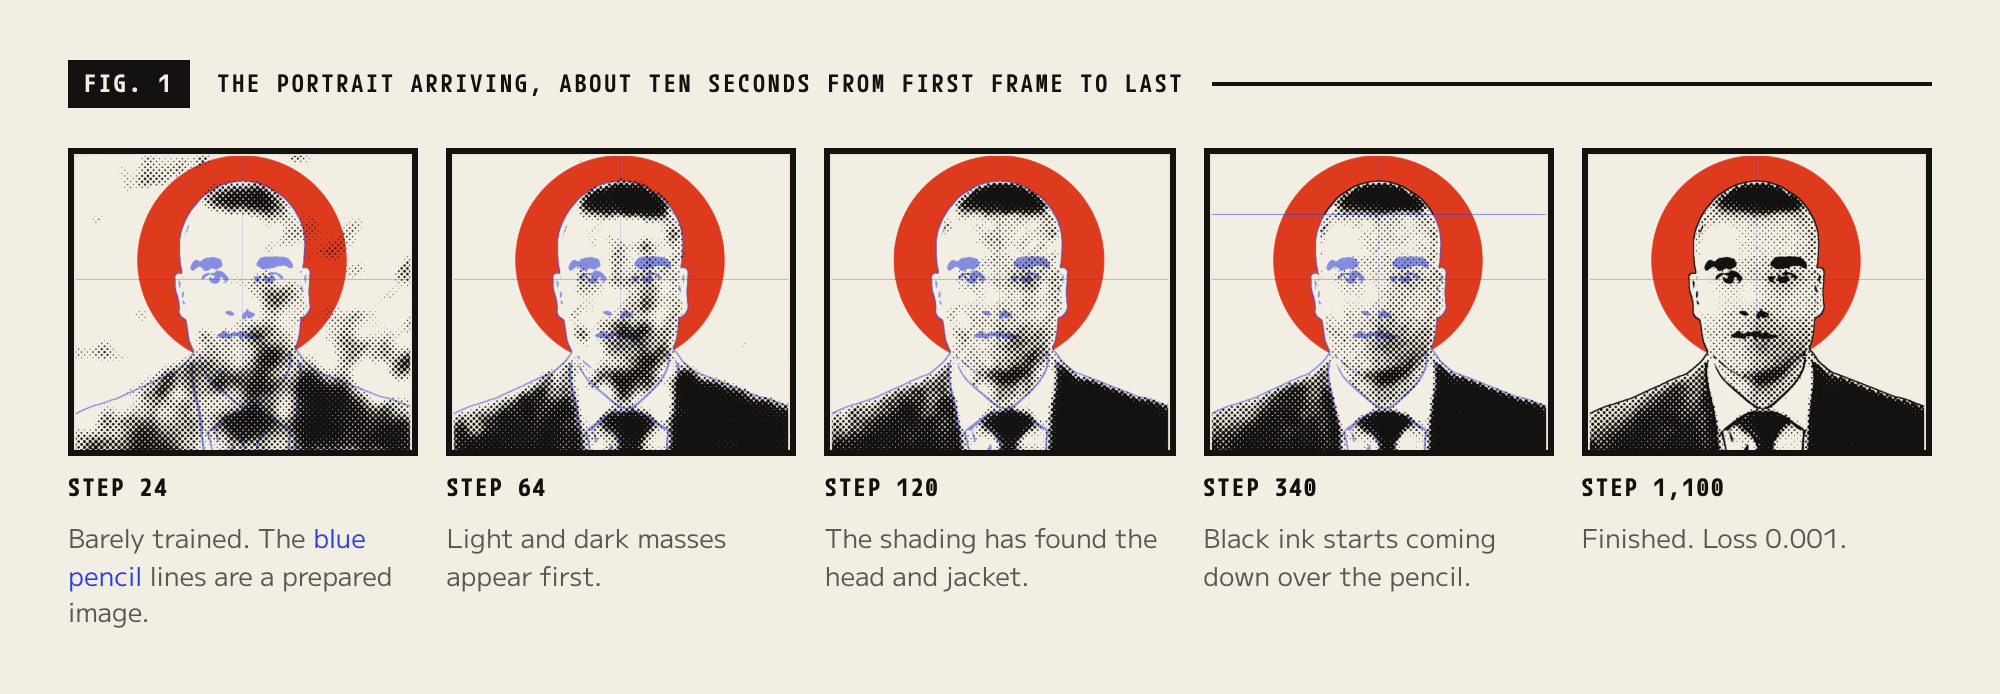 FIG. 1
THE PORTRAIT ARRIVING, ABOUT TEN SECONDS FROM FIRST FRAME TO LAST
STEP 24
Barely trained. The blue
pencil lines are a prepared
image.
STEP 64
Light and dark masses
appear first.
STEP 120
The shading has found the
head and jacket.
STEP 340
Black ink starts coming
down over the pencil.
STEP 1,100
Finished. Loss 0.001.